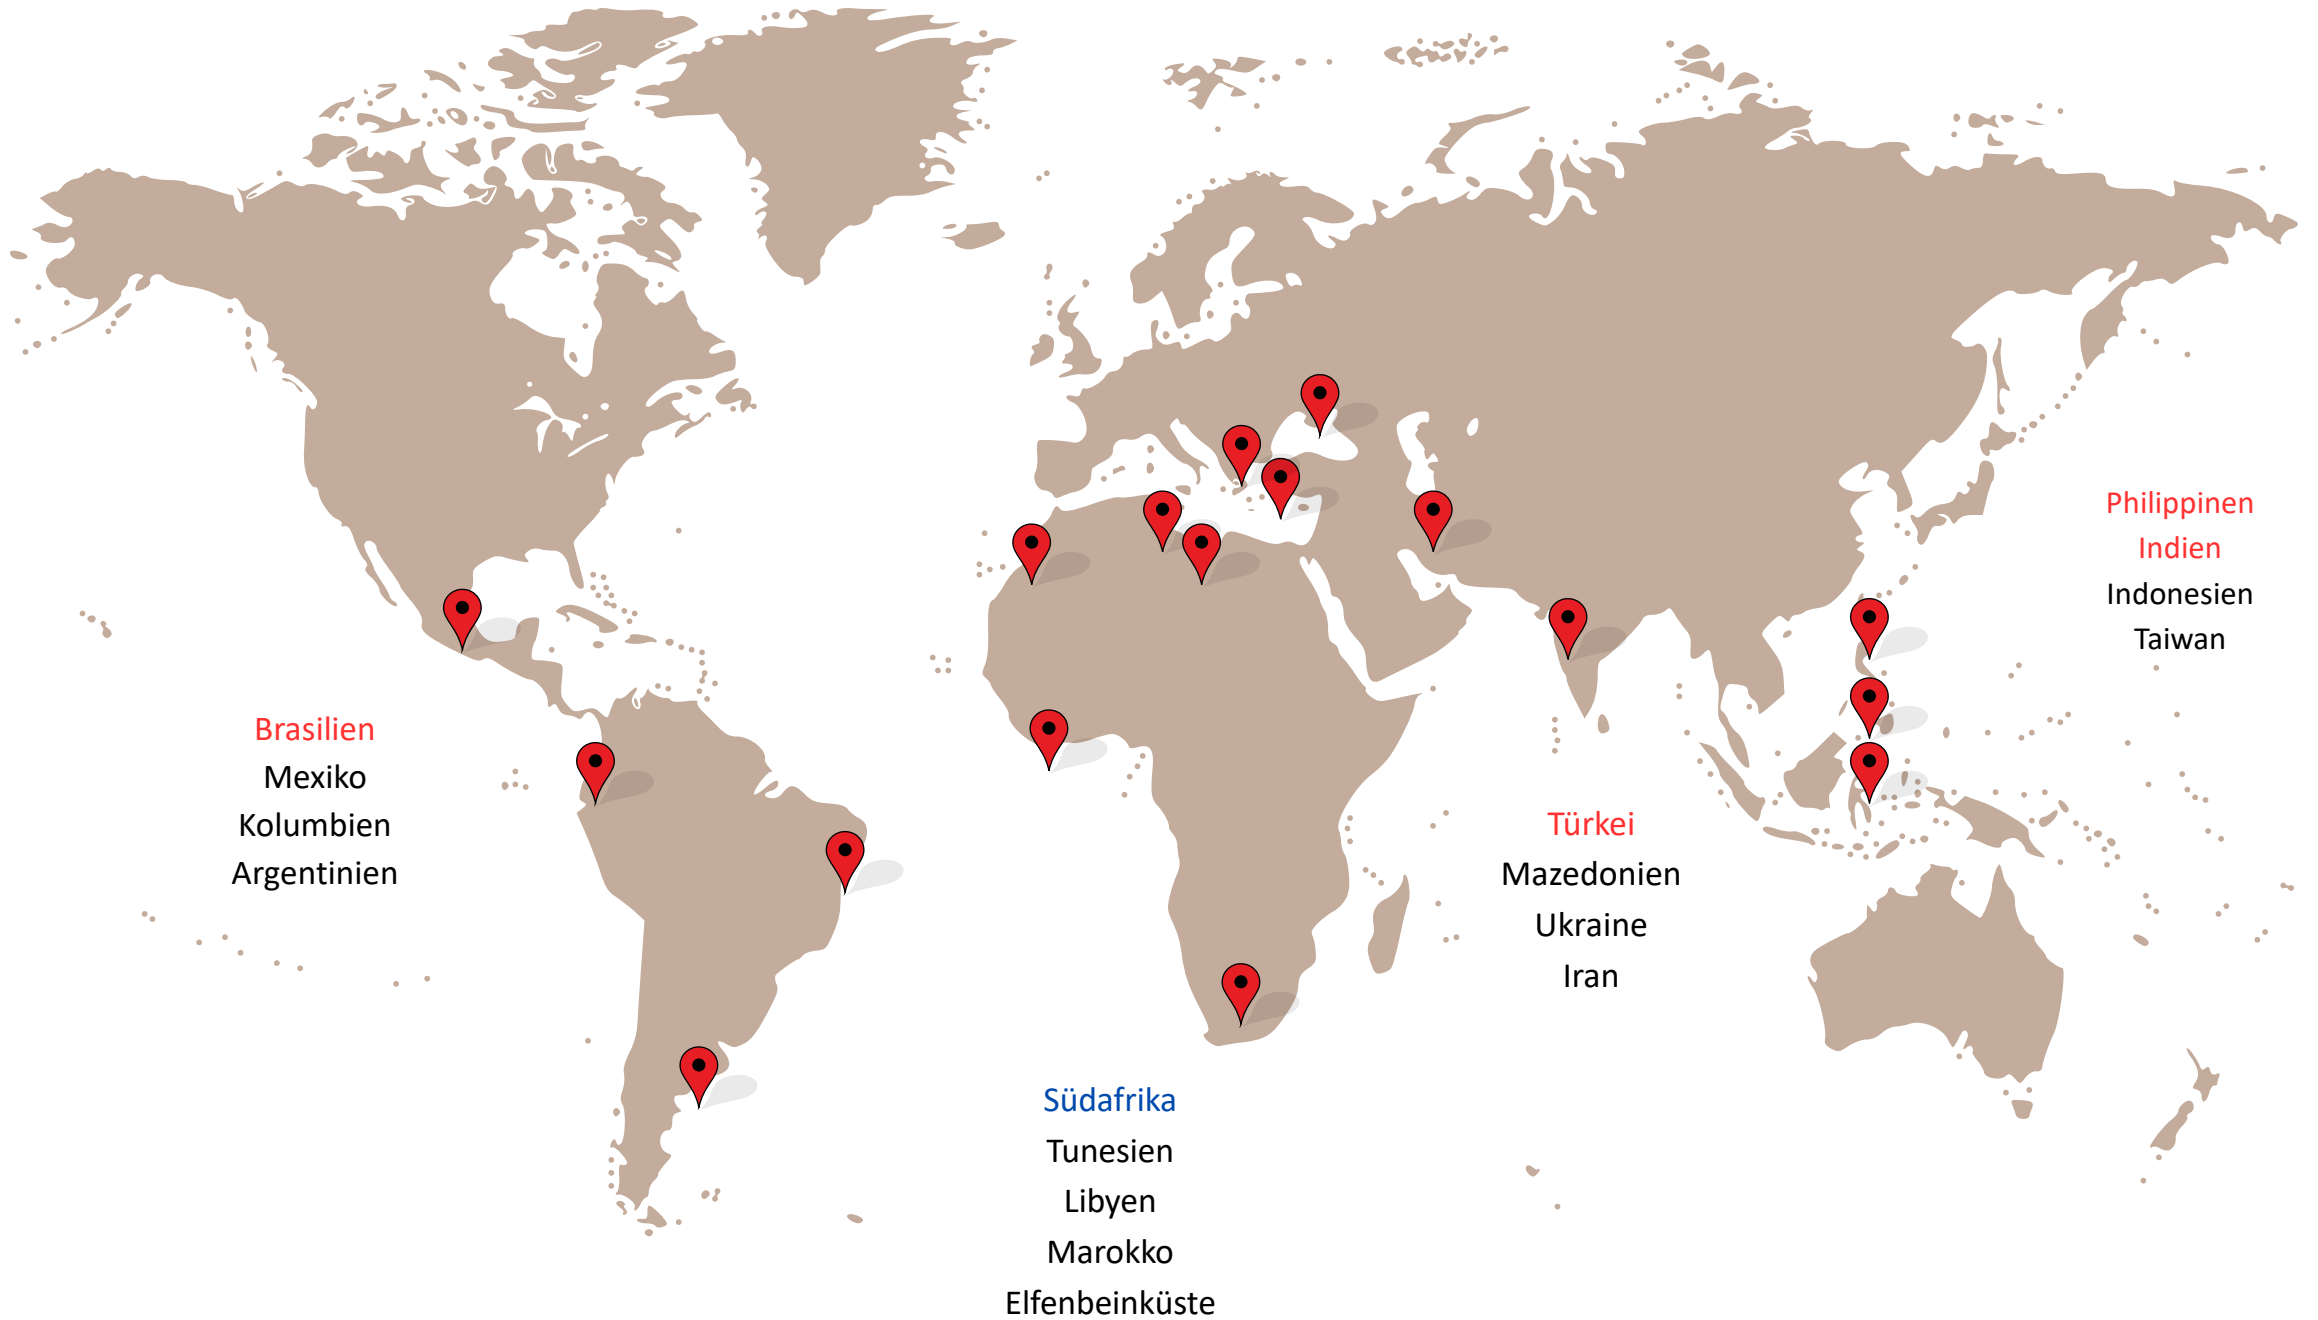 Philippinen
Indien
Indonesien
Taiwan
Brasilien
Mexiko
Kolumbien
Argentinien
Türkei
Mazedonien
Ukraine
Iran
Südafrika
Tunesien
Libyen
Marokko
Elfenbeinküste